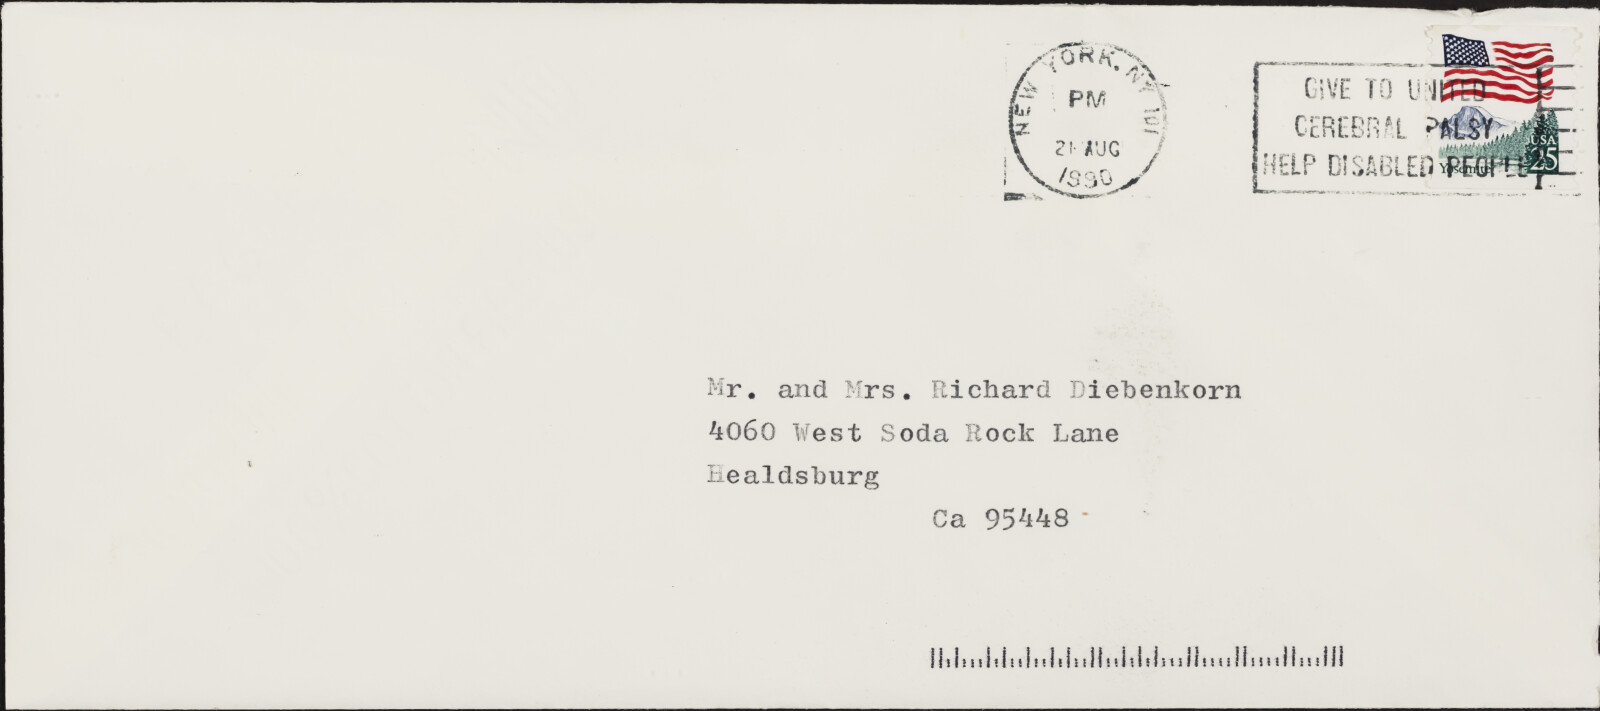 NEW YORK, NY 101
PM
21 AUG
1990
GIVE TO UNITED
CEREBRAL PALSY
HELP DISABLED PEOPLE
USA
25
Yosemite
Mr. and Mrs. Richard Diebenkorn
4060 West Soda Rock Lane
Healdsburg
Ca 95448